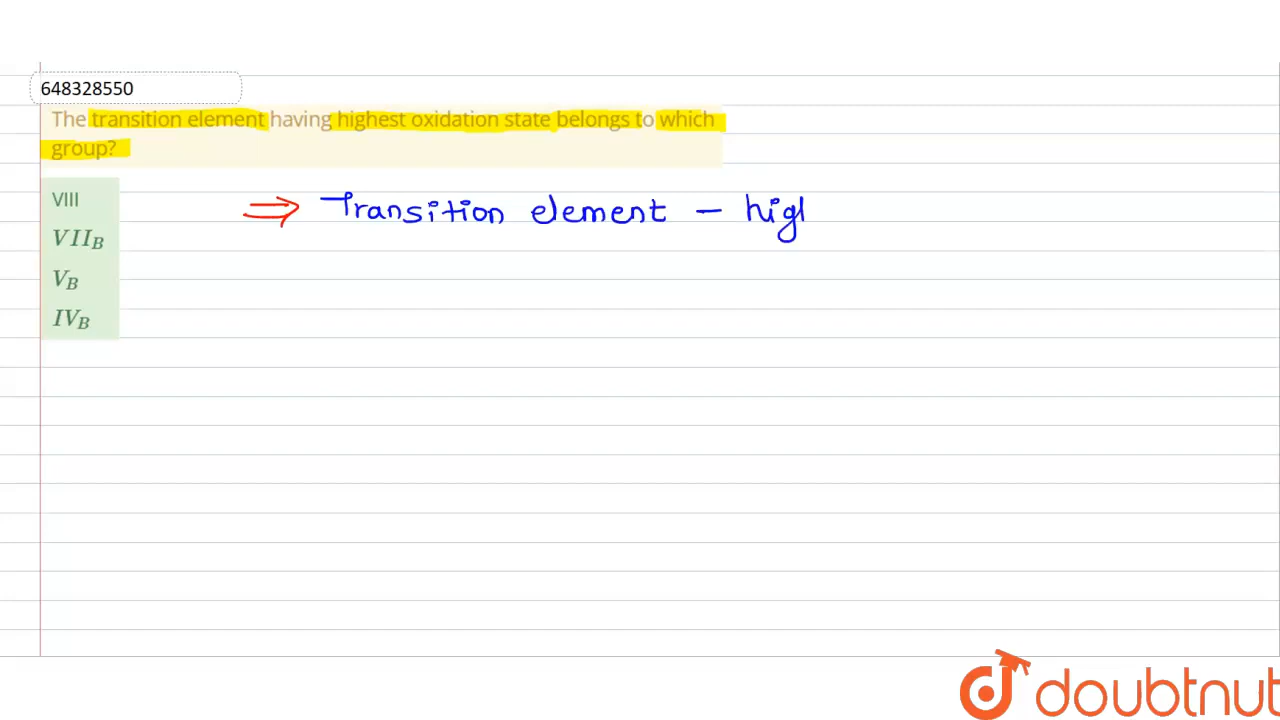 648328550
The transition element having highest oxidation state belongs to which
group?
VIII
VII_B
V_B
IV_B
⇒ Transition element – high
doubtnut